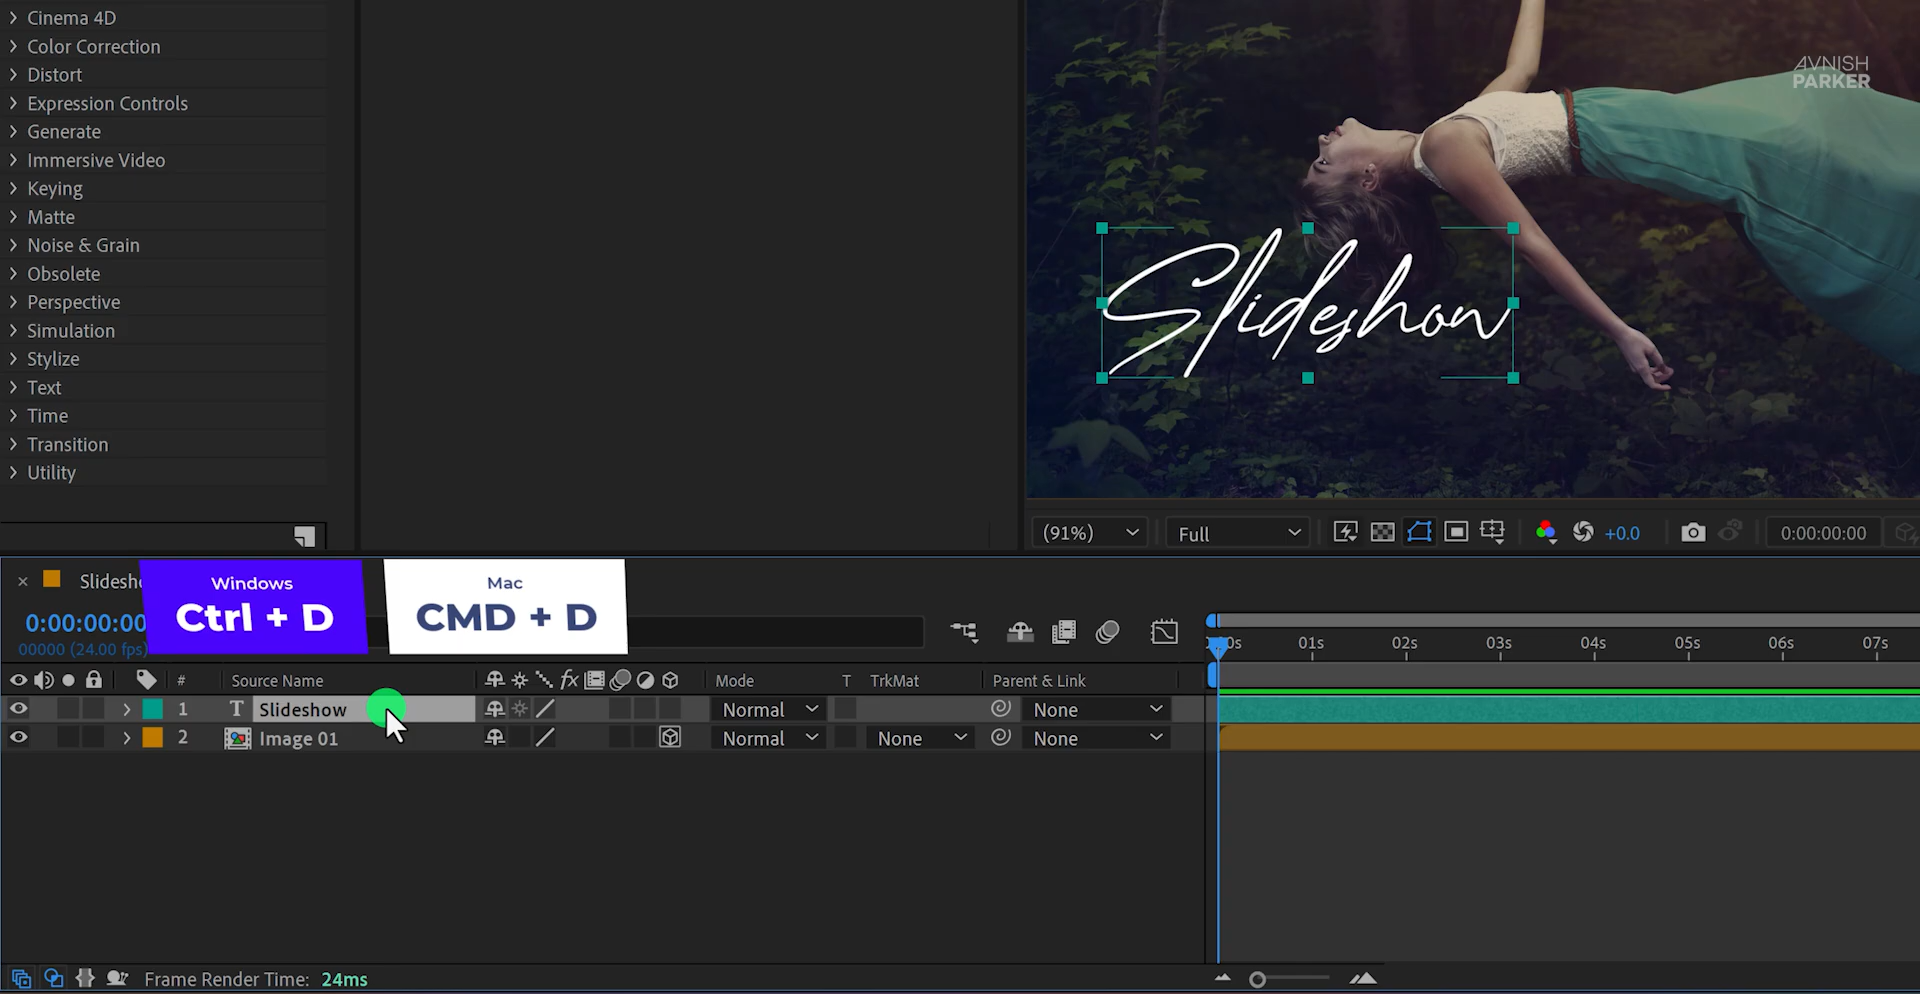 Cinema 4D
Color Correction
Distort
Expression Controls
Generate
Immersive Video
Keying
Matte
Noise & Grain
Obsolete
Perspective
Simulation
Stylize
Text
Time
Transition
Utility
AVNISH
PARKER
Slideshow
(91%)
Full
+0.0
0:00:00:00
Slidesho
Windows
Ctrl + D
Mac
CMD + D
0:00:00:00
00000 (24.00 fps)
# Source Name fx Mode T TrkMat Parent & Link
0s 01s 02s 03s 04s 05s 06s 07s
1 T Slideshow Normal None
2 Image 01 Normal None None
Frame Render Time: 24ms